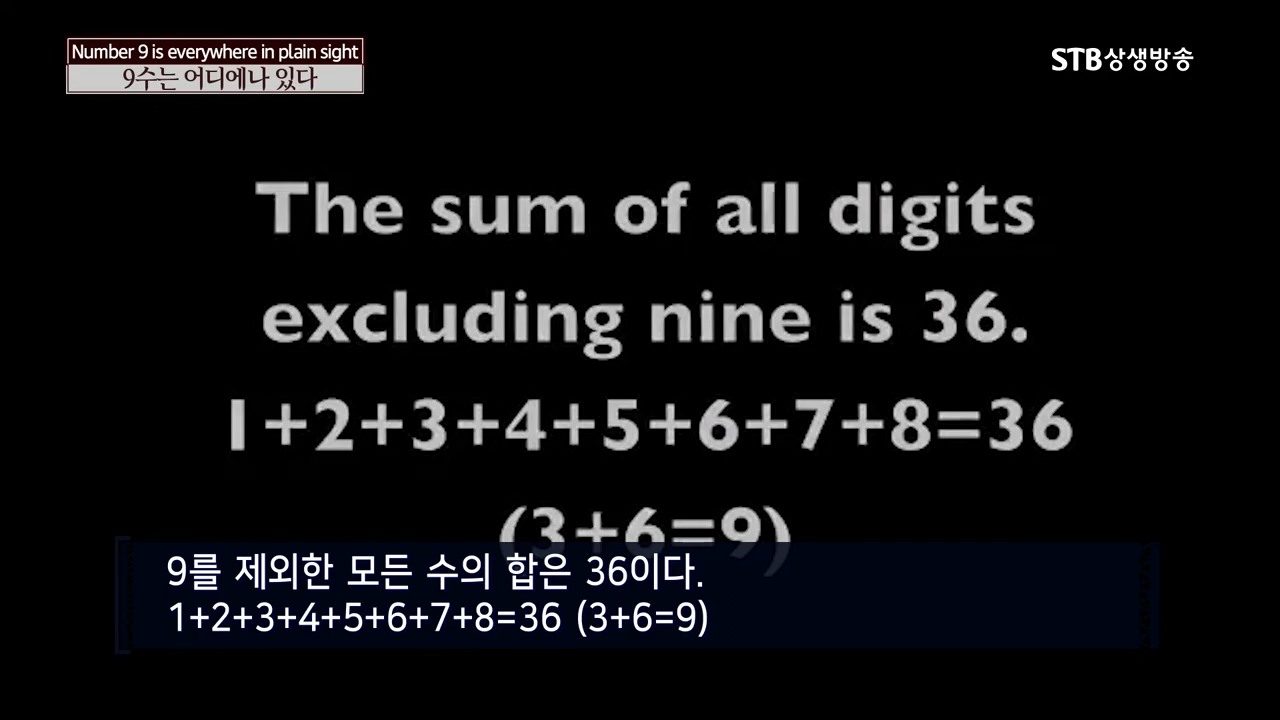 Number 9 is everywhere in plain sight
9수는 어디에나 있다
STB상생방송
The sum of all digits
excluding nine is 36.
1+2+3+4+5+6+7+8=36
(3+6=9)
9를 제외한 모든 수의 합은 36이다.
1+2+3+4+5+6+7+8=36 (3+6=9)